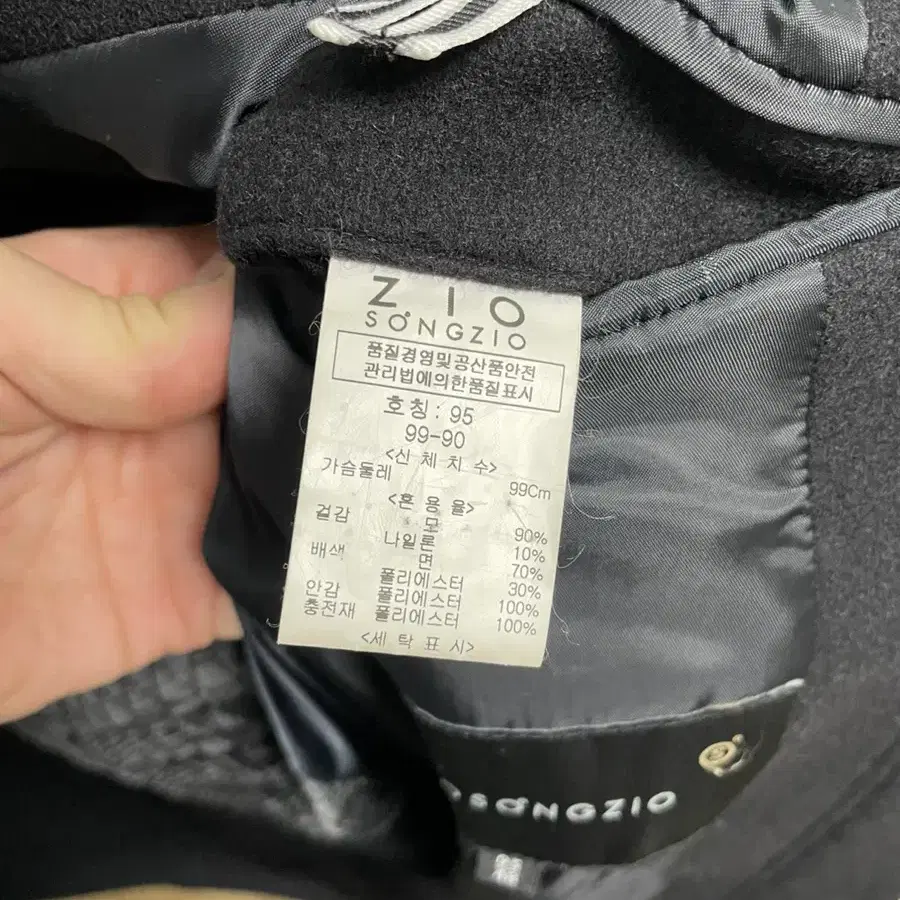 ZIO
SONGZIO
품질경영및공산품안전
관리법에의한품질표시
호칭 : 95
99-90
<신 체 치 수>
가슴둘레 99Cm
<혼 용 율>
겉감 모 90%
나일론 10%
배색 면 70%
폴리에스터 30%
안감 폴리에스터 100%
충전재 폴리에스터 100%
<세 탁 표 시>
SONGZIO